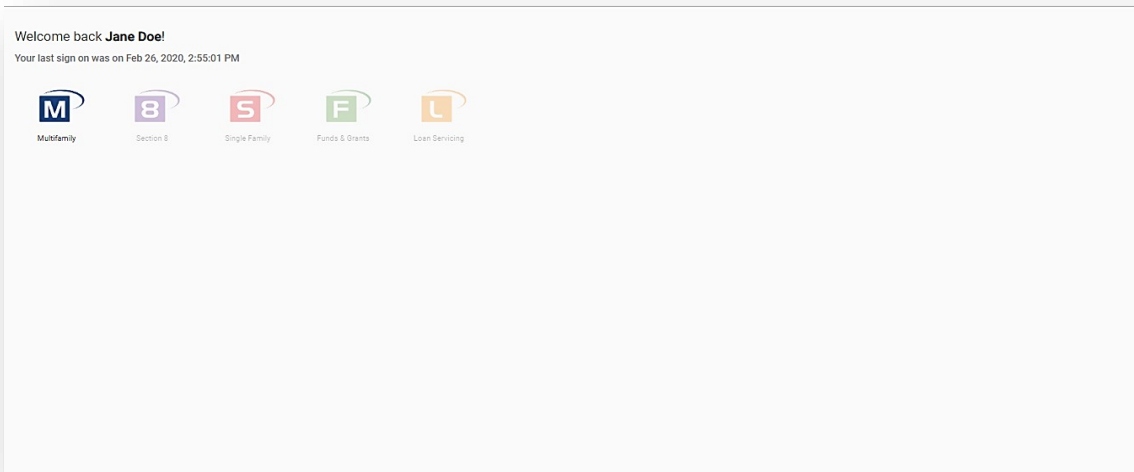 Welcome back Jane Doe!
Your last sign on was on Feb 26, 2020, 2:55:01 PM
M 8 S F L
Multifamily Section 8 Single Family Funds & Grants Loan Servicing